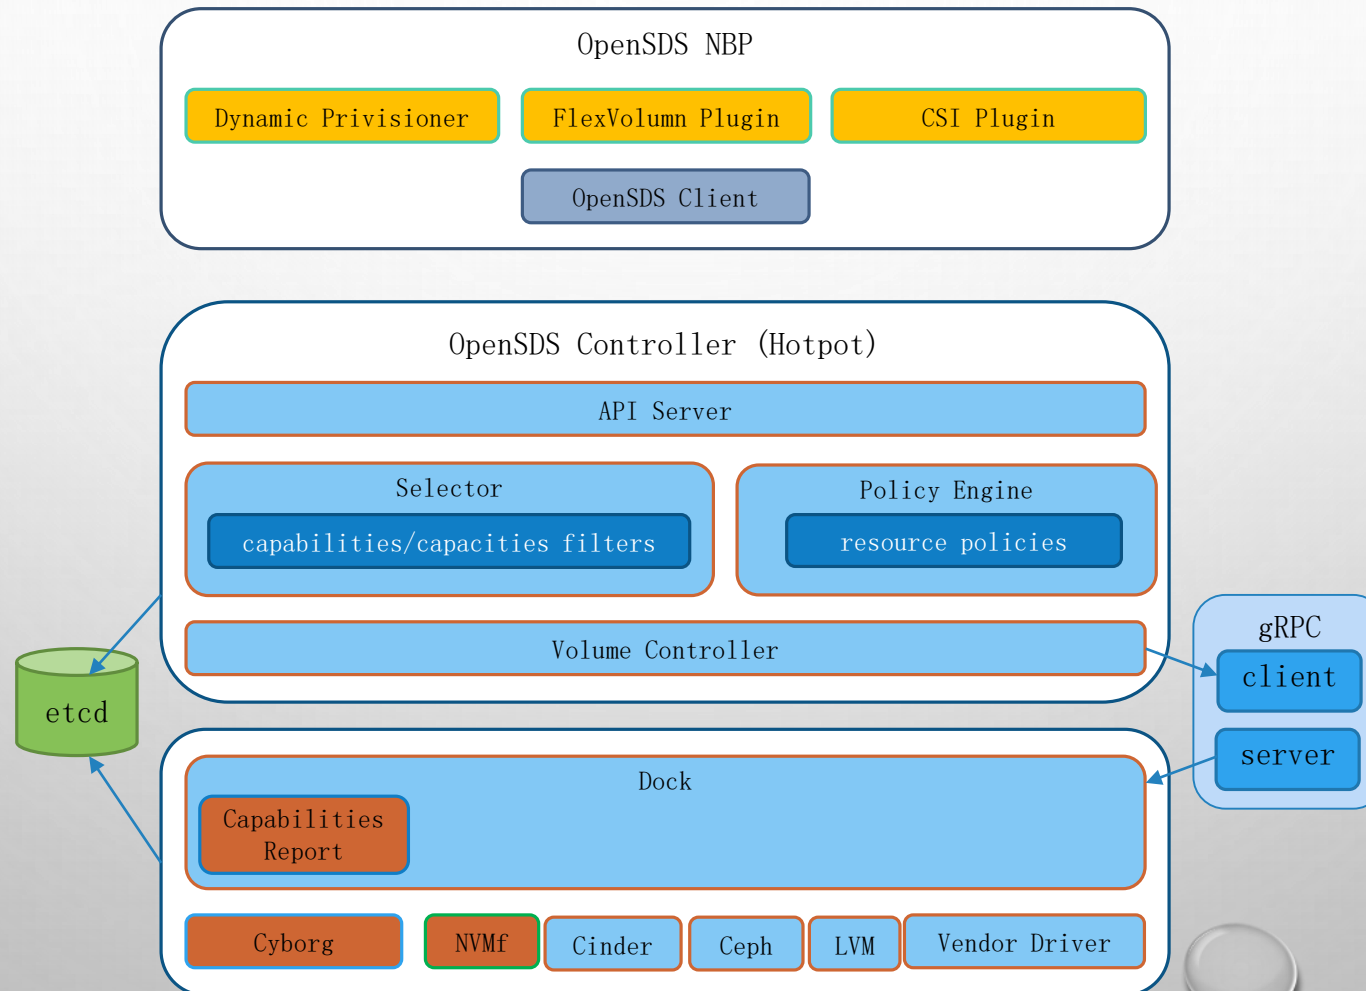 OpenSDS NBP
Dynamic Privisioner
FlexVolumn Plugin
CSI Plugin
OpenSDS Client
OpenSDS Controller (Hotpot)
API Server
Selector
capabilities/capacities filters
Policy Engine
resource policies
Volume Controller
gRPC
client
server
etcd
Dock
Capabilities
Report
Cyborg
NVMf
Cinder
Ceph
LVM
Vendor Driver